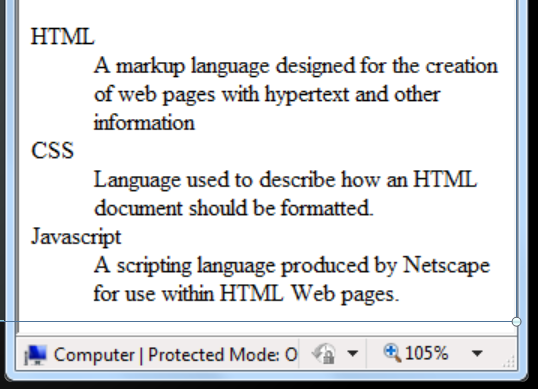 HTML
A markup language designed for the creation
of web pages with hypertext and other
information
CSS
Language used to describe how an HTML
document should be formatted.
Javascript
A scripting language produced by Netscape
for use within HTML Web pages.
Computer | Protected Mode: O
105%